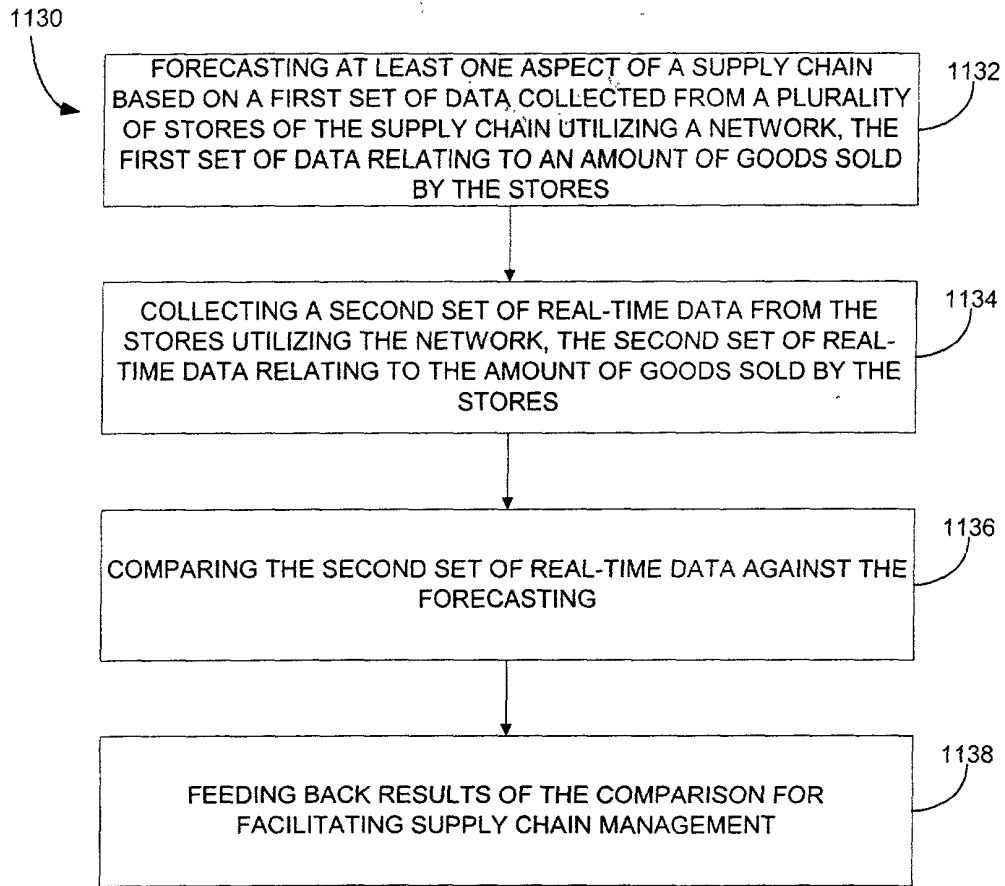 1130
FORECASTING AT LEAST ONE ASPECT OF A SUPPLY CHAIN
BASED ON A FIRST SET OF DATA COLLECTED FROM A PLURALITY
OF STORES OF THE SUPPLY CHAIN UTILIZING A NETWORK, THE
FIRST SET OF DATA RELATING TO AN AMOUNT OF GOODS SOLD
BY THE STORES
1132
COLLECTING A SECOND SET OF REAL-TIME DATA FROM THE
STORES UTILIZING THE NETWORK, THE SECOND SET OF REAL-
TIME DATA RELATING TO THE AMOUNT OF GOODS SOLD BY THE
STORES
1134
COMPARING THE SECOND SET OF REAL-TIME DATA AGAINST THE
FORECASTING
1136
FEEDING BACK RESULTS OF THE COMPARISON FOR
FACILITATING SUPPLY CHAIN MANAGEMENT
1138